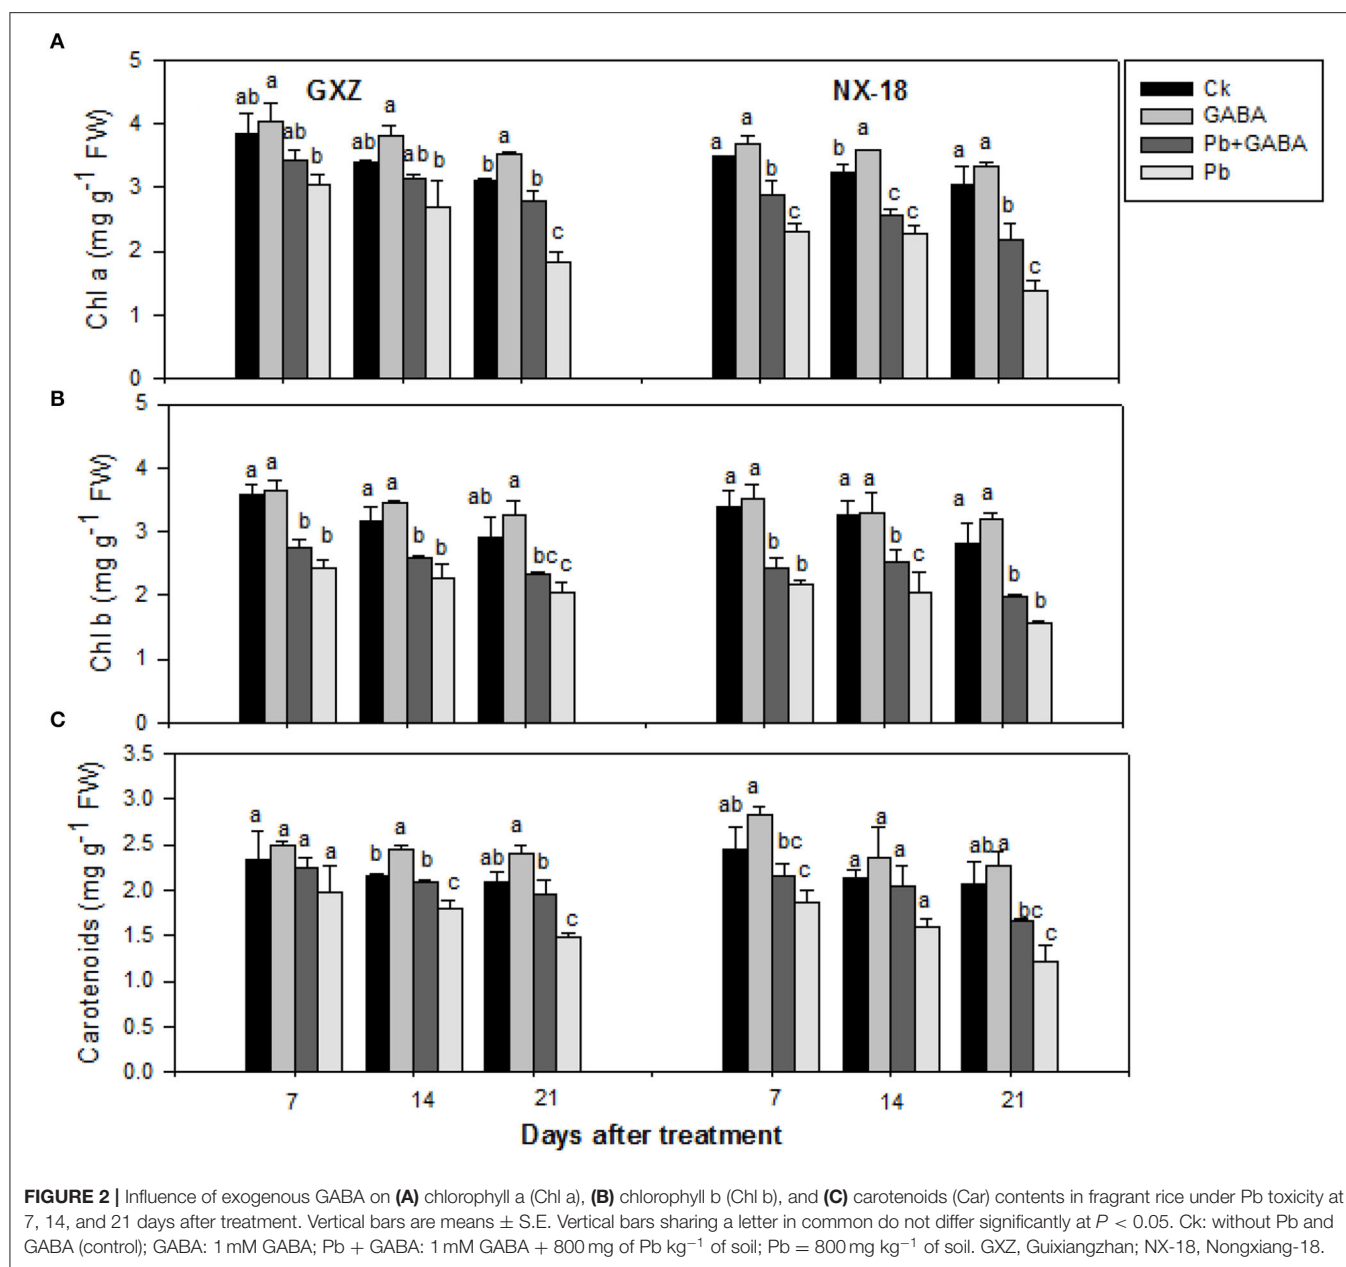 A
5
4
3
2
1
0
Chl a (mg g⁻¹ FW)
GXZ
NX-18
ab a ab b
ab a ab b
b a b c
a a b c
b a c c
a a b c
Ck
GABA
Pb+GABA
Pb
B
5
4
3
2
1
0
Chl b (mg g⁻¹ FW)
a a b b
a a b b
ab a bc c
a a b b
a a b c
a a b b
C
3.5
3.0
2.5
2.0
1.5
1.0
0.5
0.0
Carotenoids (mg g⁻¹ FW)
a a a a
b a b c
ab a b c
ab a bc c
a a a a
ab a bc c
7 14 21 7 14 21
Days after treatment
FIGURE 2 | Influence of exogenous GABA on (A) chlorophyll a (Chl a), (B) chlorophyll b (Chl b), and (C) carotenoids (Car) contents in fragrant rice under Pb toxicity at
7, 14, and 21 days after treatment. Vertical bars are means ± S.E. Vertical bars sharing a letter in common do not differ significantly at P < 0.05. Ck: without Pb and
GABA (control); GABA: 1 mM GABA; Pb + GABA: 1 mM GABA + 800 mg of Pb kg⁻¹ of soil; Pb = 800 mg kg⁻¹ of soil. GXZ, Guixiangzhan; NX-18, Nongxiang-18.